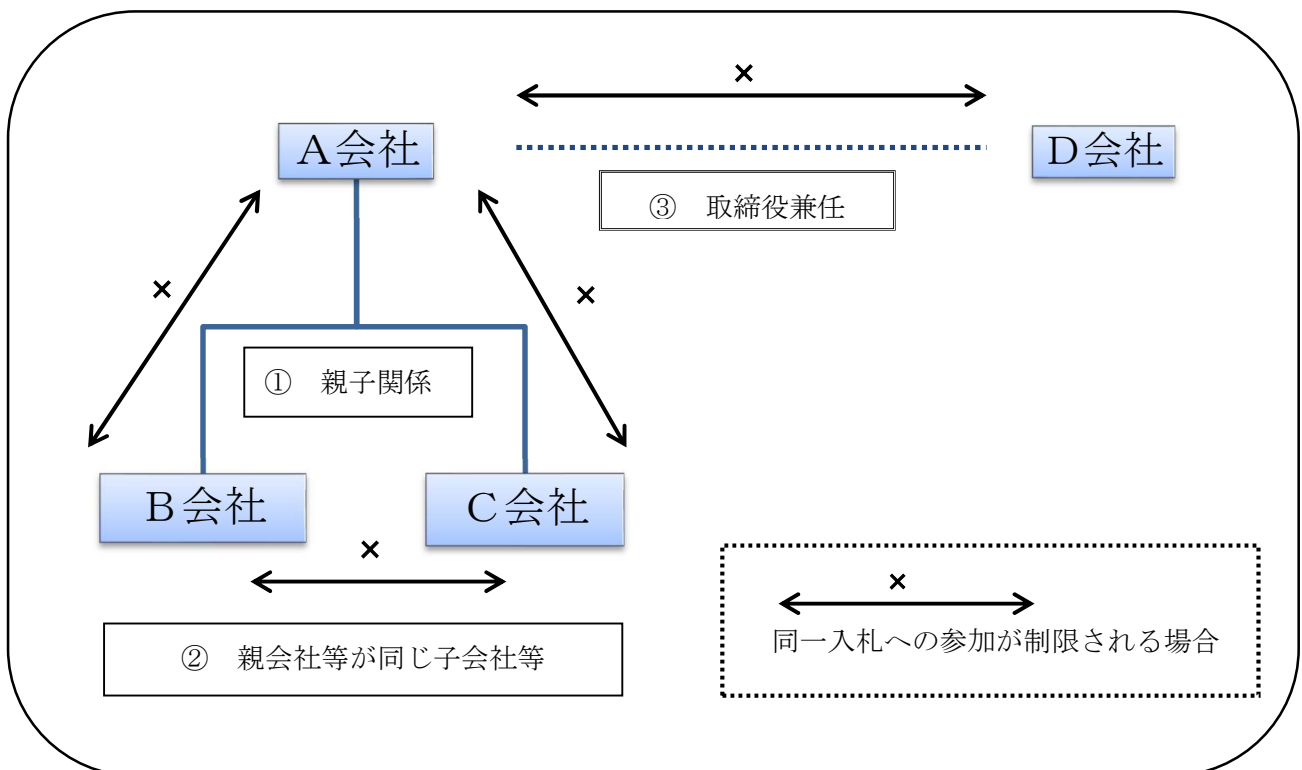 ×
Ａ会社
Ｄ会社
③　取締役兼任
×
×
①　親子関係
Ｂ会社
Ｃ会社
×
②　親会社等が同じ子会社等
×
同一入札への参加が制限される場合